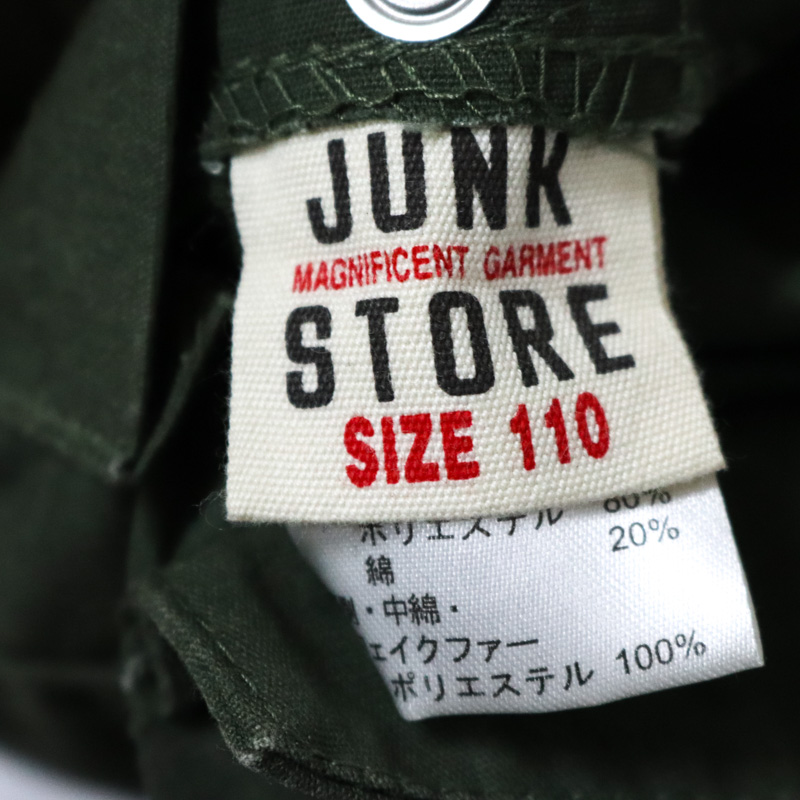 JUNK
MAGNIFICENT GARMENT
STORE
SIZE 110
ポリエステル 80%
綿 20%
・中綿・
ェイクファー
ポリエステル 100%